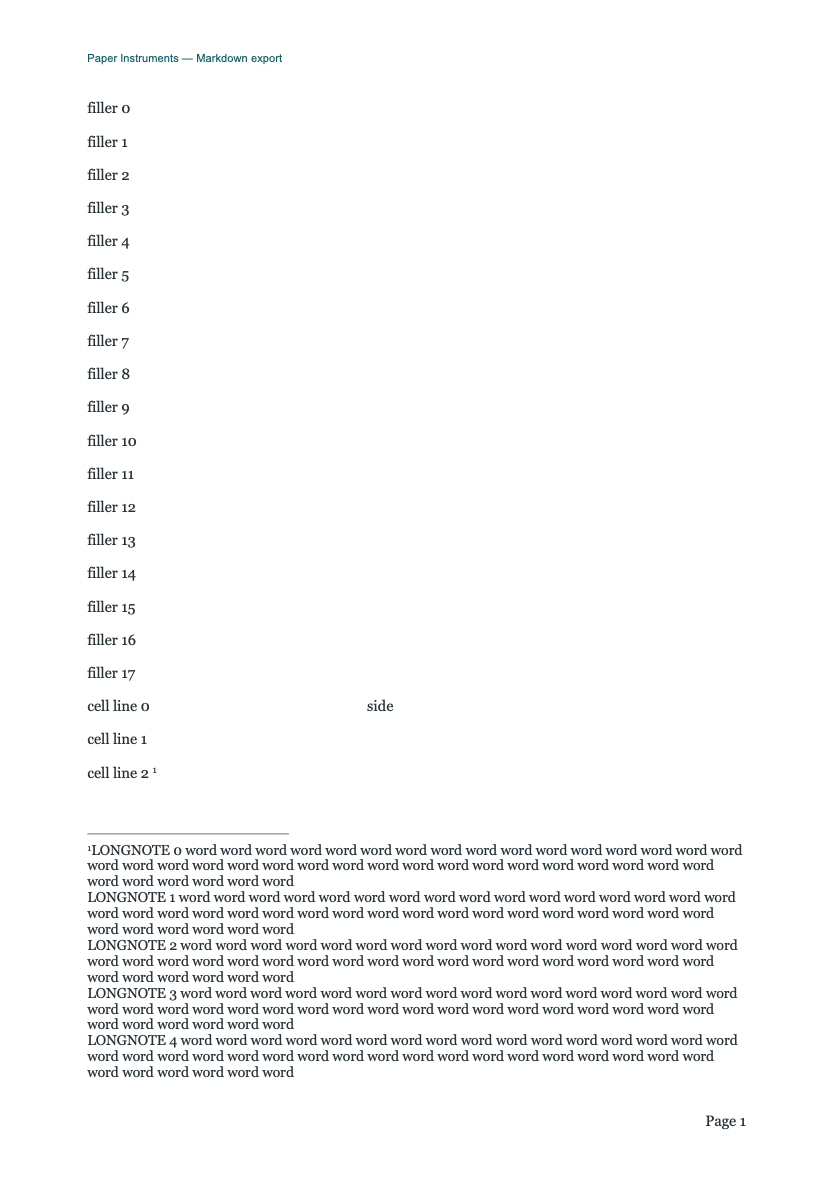 Paper Instruments — Markdown export
filler 0
filler 1
filler 2
filler 3
filler 4
filler 5
filler 6
filler 7
filler 8
filler 9
filler 10
filler 11
filler 12
filler 13
filler 14
filler 15
filler 16
filler 17
cell line 0 side
cell line 1
cell line 2 ¹
¹LONGNOTE 0 word word word word word word word word word word word word word word word word
word word word word word word word word word word word word word word word word word word
word word word word word word
LONGNOTE 1 word word word word word word word word word word word word word word word word
word word word word word word word word word word word word word word word word word word
word word word word word word
LONGNOTE 2 word word word word word word word word word word word word word word word word
word word word word word word word word word word word word word word word word word word
word word word word word word
LONGNOTE 3 word word word word word word word word word word word word word word word word
word word word word word word word word word word word word word word word word word word
word word word word word word
LONGNOTE 4 word word word word word word word word word word word word word word word word
word word word word word word word word word word word word word word word word word word
word word word word word word
Page 1